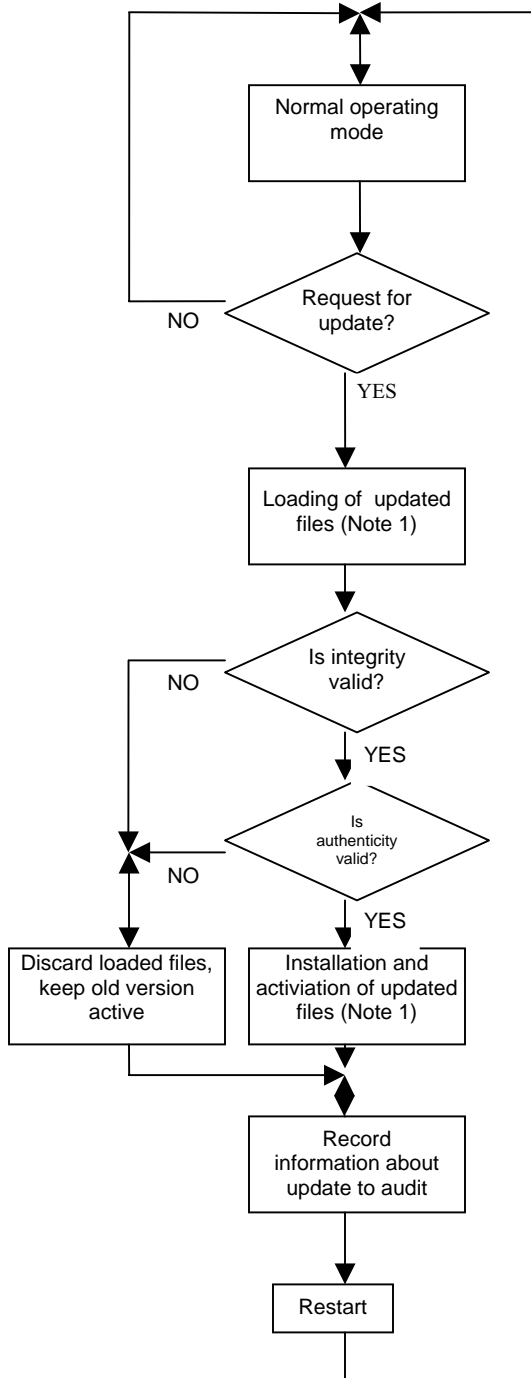 Normal operating
mode
Request for
update?
NO
YES
Loading of updated
files (Note 1)
Is integrity
valid?
NO
YES
Is
authenticity
valid?
NO
YES
Discard loaded files,
keep old version
active
Installation and
activiation of updated
files (Note 1)
Record
information about
update to audit
Restart